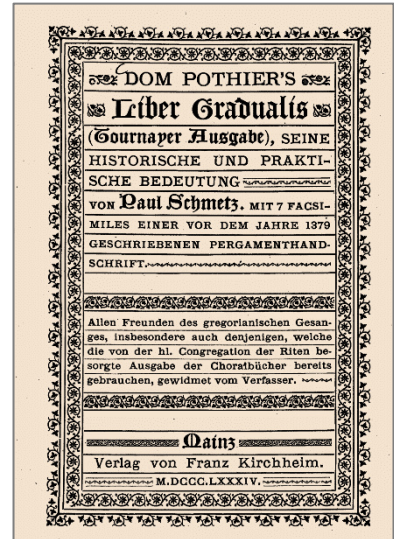 DOM POTHIER'S
Liber Gradualis
(Tournayer Ausgabe), SEINE
HISTORISCHE UND PRAKTI-
SCHE BEDEUTUNG
VON Paul Schmetz. MIT 7 FACSI-
MILES EINER VOR DEM JAHRE 1379
GESCHRIEBENEN PERGAMENTHAND-
SCHRIFT.
Allen Freunden des gregorianischen Gesan-
ges, insbesondere auch denjenigen, welche
die von der hl. Congregation der Riten be-
sorgte Ausgabe der Choralbücher bereits
gebrauchen, gewidmet vom Verfasser.
Mainz
Verlag von Franz Kirchheim.
M.DCCC.LXXXIV.